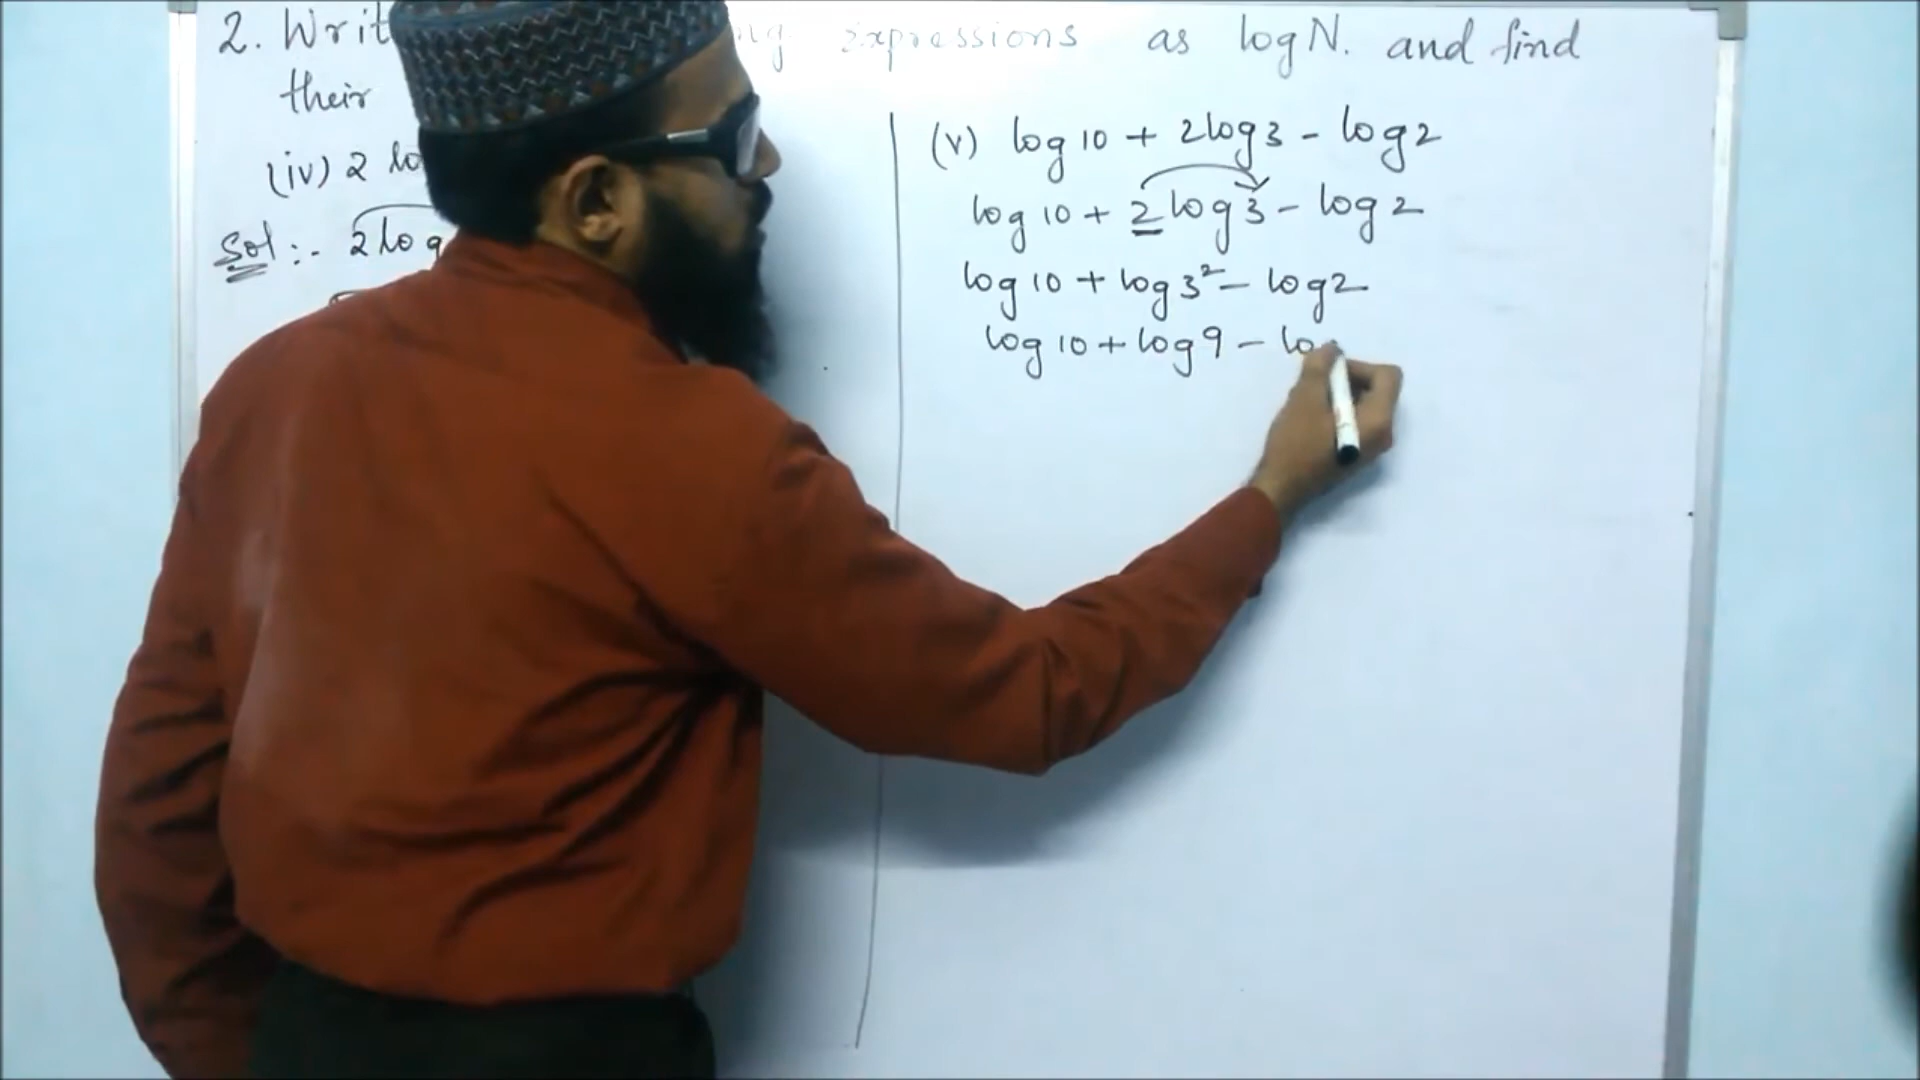 2. Writ ng expressions as log N. and find
their
(iv) 2 lo
Sol :- 2 log
(v) log 10 + 2 log 3 - log 2
log 10 + 2 log 3 - log 2
log 10 + log 3² - log 2
log 10 + log 9 - lo